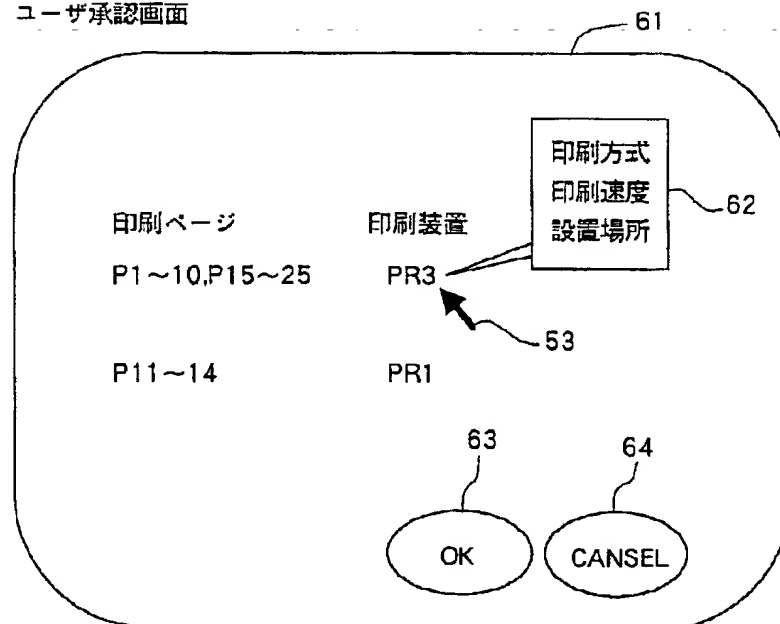 ユーザ承認画面
61
印刷方式
印刷速度
設置場所
62
印刷ページ 印刷装置
P1～10,P15～25 PR3
53
P11～14 PR1
63
64
OK
CANSEL